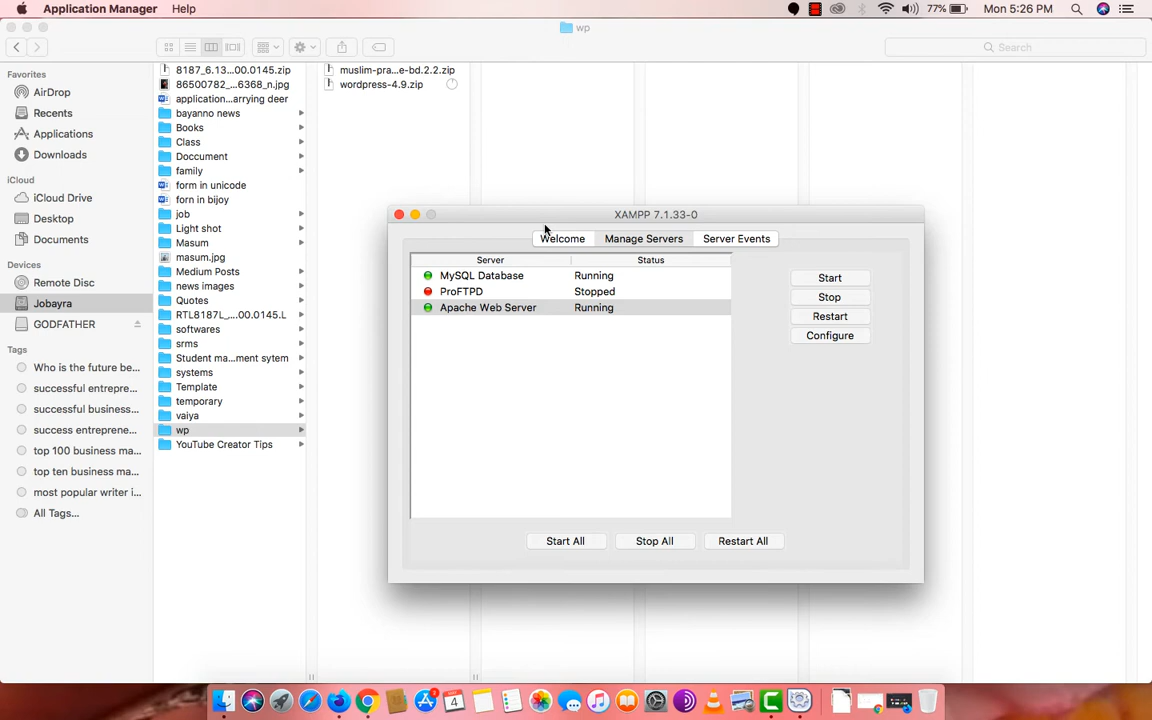 Application Manager Help 77% Mon 5:26 PM
wp
Search
Favorites
AirDrop
Recents
Applications
Downloads
iCloud
iCloud Drive
Desktop
Documents
Devices
Remote Disc
Jobayra
GODFATHER
Tags
Who is the future be...
successful entrepre...
successful business...
success entreprene...
top 100 business ma...
top ten business ma...
most popular writer i...
All Tags...
8187_6.13...00.0145.zip
86500782_...6368_n.jpg
application...arrying deer
bayanno news
Books
Class
Doccument
family
form in unicode
forn in bijoy
job
Light shot
Masum
masum.jpg
Medium Posts
news images
Quotes
RTL8187L_....00.0145.L
softwares
srms
Student ma...ment sytem
systems
Template
temporary
vaiya
wp
YouTube Creator Tips
muslim-pra...e-bd.2.2.zip
wordpress-4.9.zip
XAMPP 7.1.33-0
Welcome Manage Servers Server Events
Server Status
MySQL Database Running
ProFTPD Stopped
Apache Web Server Running
Start
Stop
Restart
Configure
Start All Stop All Restart All